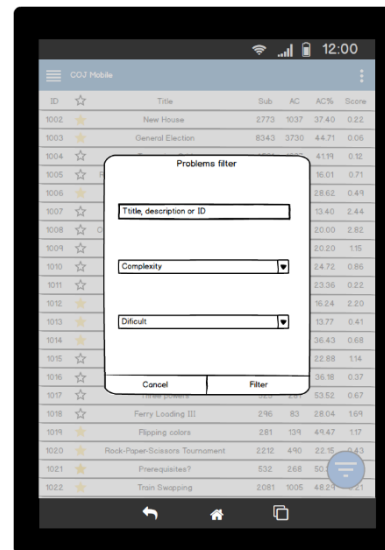 12:00
COJ Mobile
ID Title Sub AC AC% Score
1002 New House 2773 1037 37.40 0.22
1003 General Election 8343 3730 44.71 0.06
1004 41.19 0.12
Problems filter
1005 16.01 0.71
1006 28.62 0.49
1007 13.40 2.44
Ttitle, description or ID
1008 20.00 2.82
1009 20.20 1.15
1010 24.72 0.86
Complexity
1011 23.36 0.22
1012 16.24 2.20
1013 13.77 0.41
Dificult
1014 36.43 0.68
1015 22.88 1.14
1016 36.18 0.37
Cancel Filter
1017 53.52 0.67
1018 Ferry Loading III 296 83 28.04 1.69
1019 Flipping colors 281 139 49.47 1.17
1020 Rock-Paper-Scissors Tournament 2212 490 22.15
1021 Prerequisites? 532 268
1022 Train Swapping 2081 1005